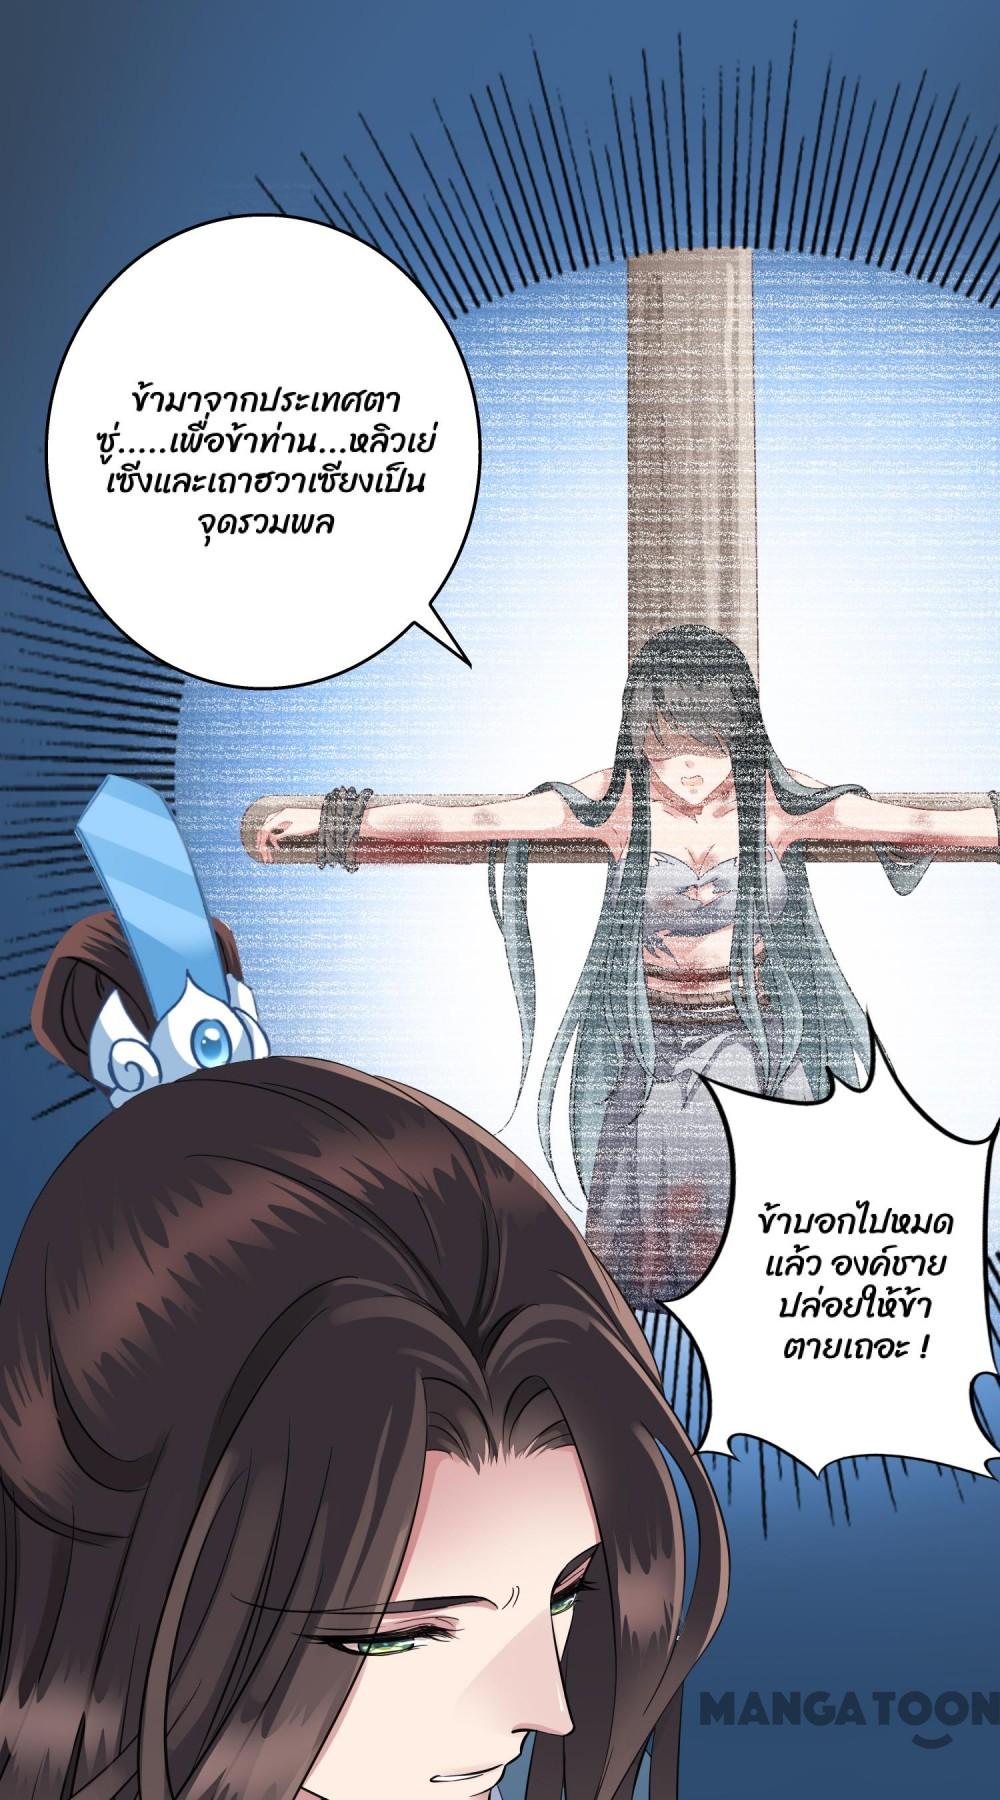 ข้ามาจากประเทศตา
ซู่.....เพื่อข้าท่าน...หลิวเย่
เซิงและเถาฮวาเซียงเป็น
จุดรวมพล
ข้าบอกไปหมด
แล้ว องค์ชาย
ปล่อยให้ข้า
ตายเถอะ !
MANGA TOON